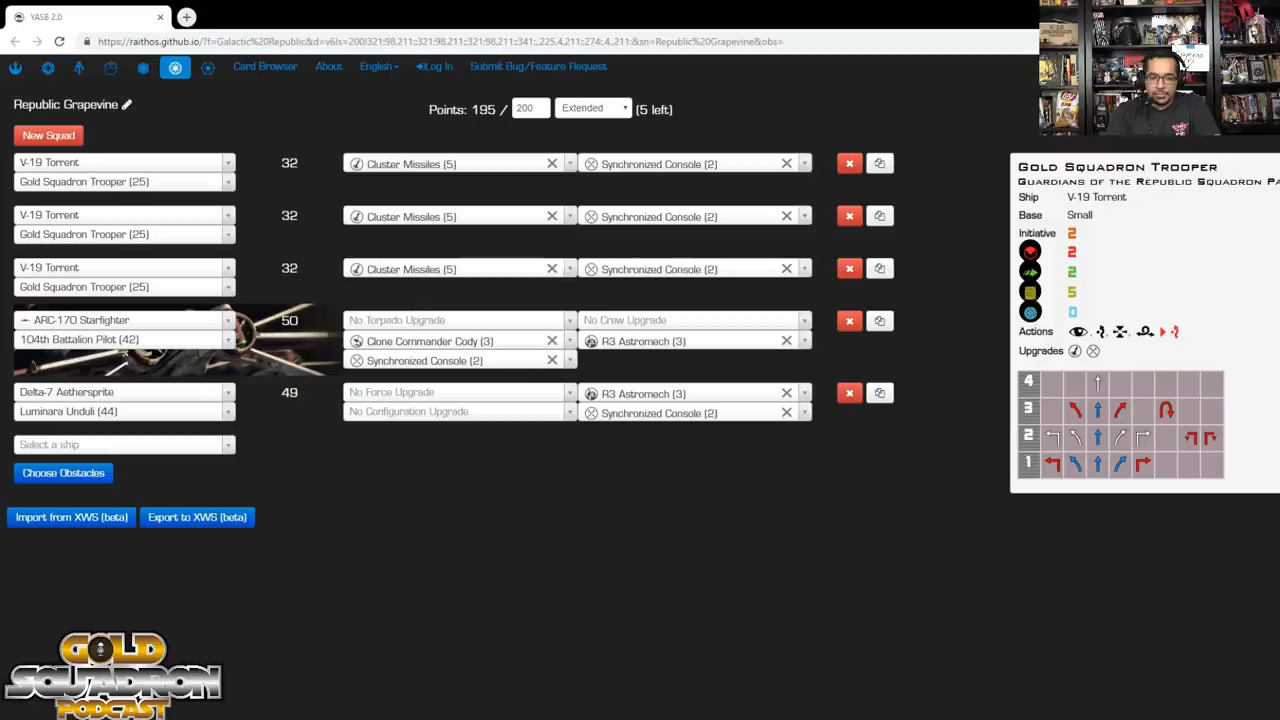 YASB 2.0
https://raithos.github.io/?f=Galactic%20Republic&d=v6ls=200l321:98,211;;321:98,211;;321:98,211;;341:,,225,4,211;274:,4,,211;&sn=Republic%20Grapevine&obs=
Card Browser About English Log In Submit Bug/Feature Request
Republic Grapevine
Points: 195 / 200 Extended (5 left)
New Squad
V-19 Torrent 32 Cluster Missiles (5) Synchronized Console (2)
Gold Squadron Trooper (25)
V-19 Torrent 32 Cluster Missiles (5) Synchronized Console (2)
Gold Squadron Trooper (25)
V-19 Torrent 32 Cluster Missiles (5) Synchronized Console (2)
Gold Squadron Trooper (25)
ARC-170 Starfighter 50 No Torpedo Upgrade No Crew Upgrade
104th Battalion Pilot (42) Clone Commander Cody (3) R3 Astromech (3)
Synchronized Console (2)
Delta-7 Aethersprite 49 No Force Upgrade R3 Astromech (3)
Luminara Unduli (44) No Configuration Upgrade Synchronized Console (2)
Select a ship
Choose Obstacles
Import from XWS (beta) Export to XWS (beta)
Gold Squadron Trooper
Guardians of the Republic Squadron Pa
Ship V-19 Torrent
Base Small
Initiative 2
2
2
5
0
Actions
Upgrades
4
3
2
1
GOLD
SQUADRON
PODCAST